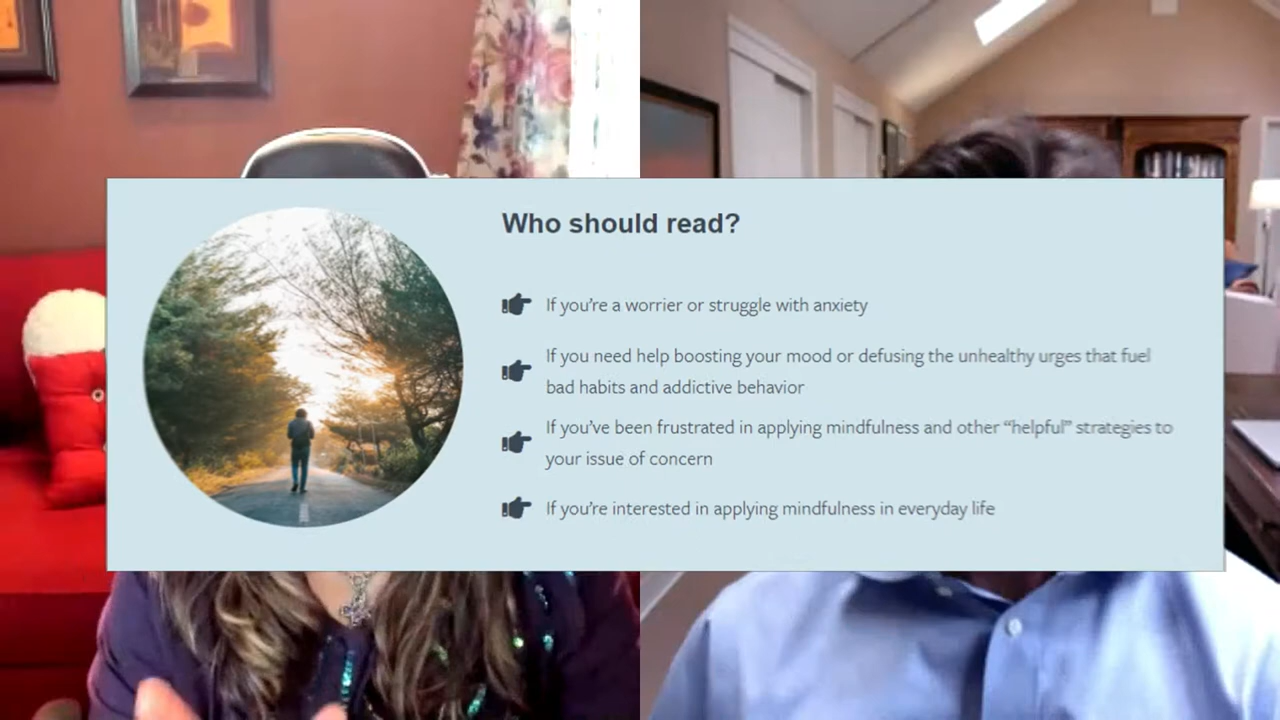 Who should read?
If you’re a worrier or struggle with anxiety
If you need help boosting your mood or defusing the unhealthy urges that fuel
bad habits and addictive behavior
If you’ve been frustrated in applying mindfulness and other “helpful” strategies to
your issue of concern
If you’re interested in applying mindfulness in everyday life